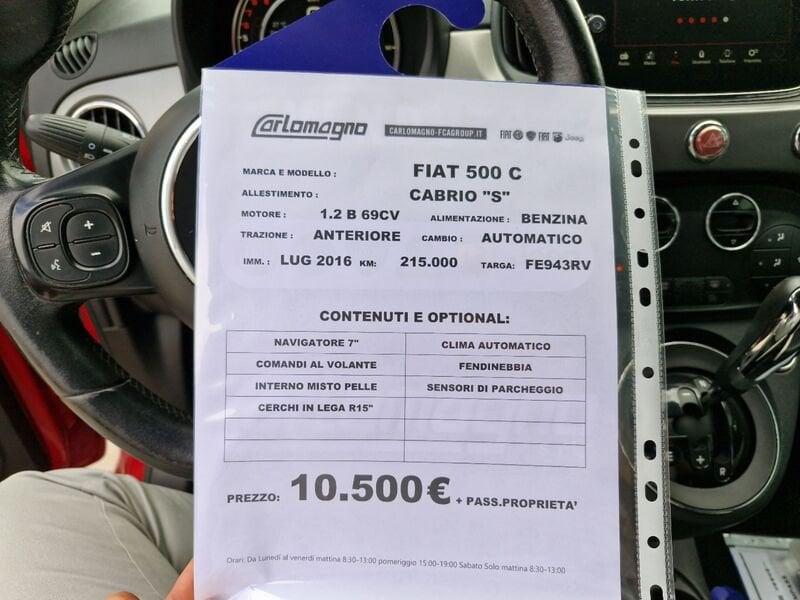 Carlomagno CARLOMAGNO-FCAGROUP.IT FIAT FIAT Jeep
MARCA E MODELLO : FIAT 500 C
ALLESTIMENTO : CABRIO "S"
MOTORE : 1.2 B 69CV ALIMENTAZIONE : BENZINA
TRAZIONE : ANTERIORE CAMBIO : AUTOMATICO
IMM. : LUG 2016 KM: 215.000 TARGA: FE943RV
CONTENUTI E OPTIONAL:
NAVIGATORE 7" CLIMA AUTOMATICO
COMANDI AL VOLANTE FENDINEBBIA
INTERNO MISTO PELLE SENSORI DI PARCHEGGIO
CERCHI IN LEGA R15"
PREZZO: 10.500€ + PASS.PROPRIETA'
Orari: Da Lunedì al venerdì mattina 8:30-13:00 pomeriggio 15:00-19:00 Sabato Solo mattina 8:30-13:00